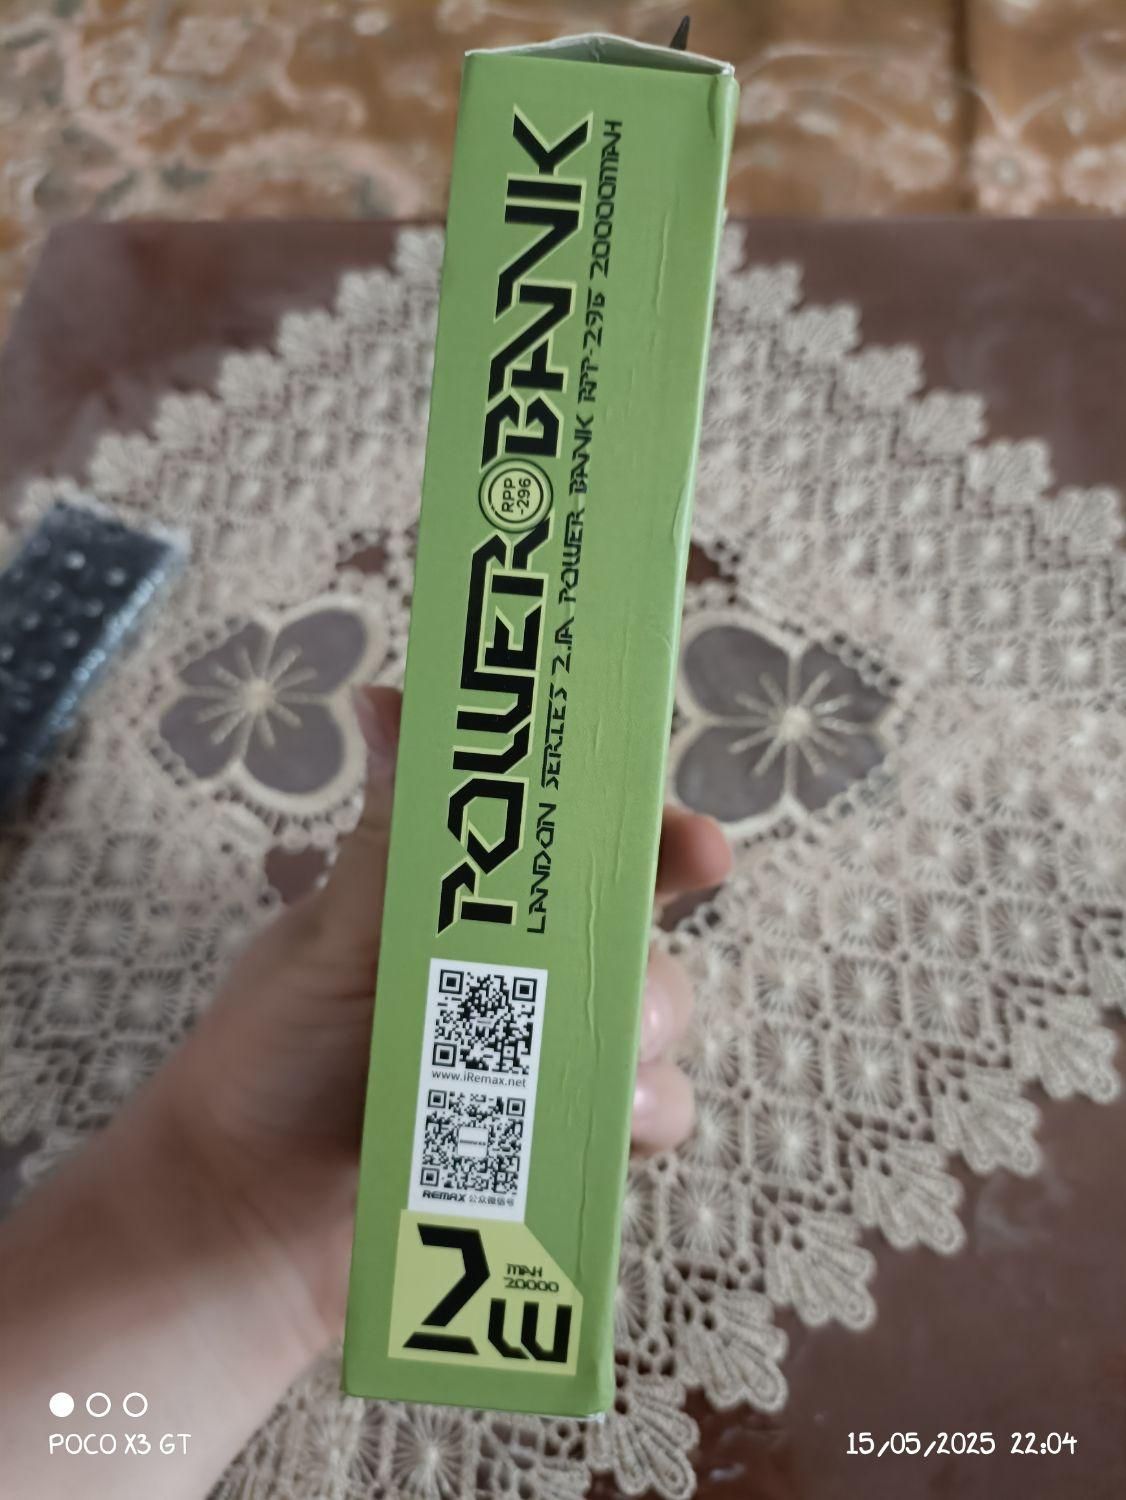 POWER BANK
RPP
-296
LANDON SERIES 2.1A POWER BANK RPP-296 20000MAH
www.iRemax.net
REMAX 公众微信号
MAH
20000
POCO X3 GT
15/05/2025 22:04